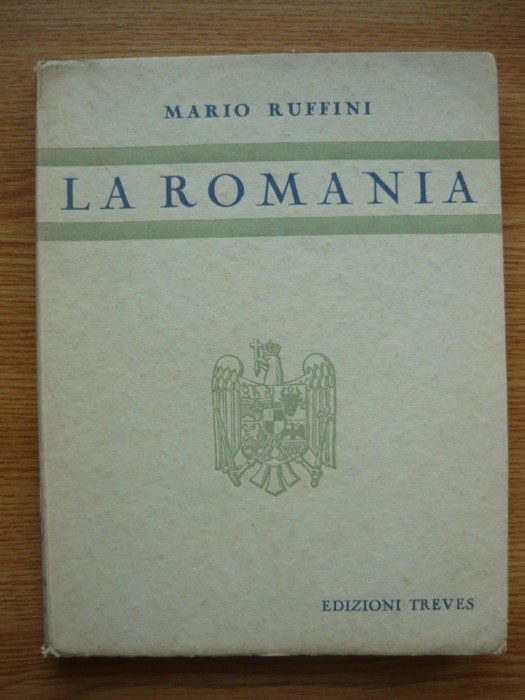 MARIO RUFFINI
LA ROMANIA
EDIZIONI TREVES